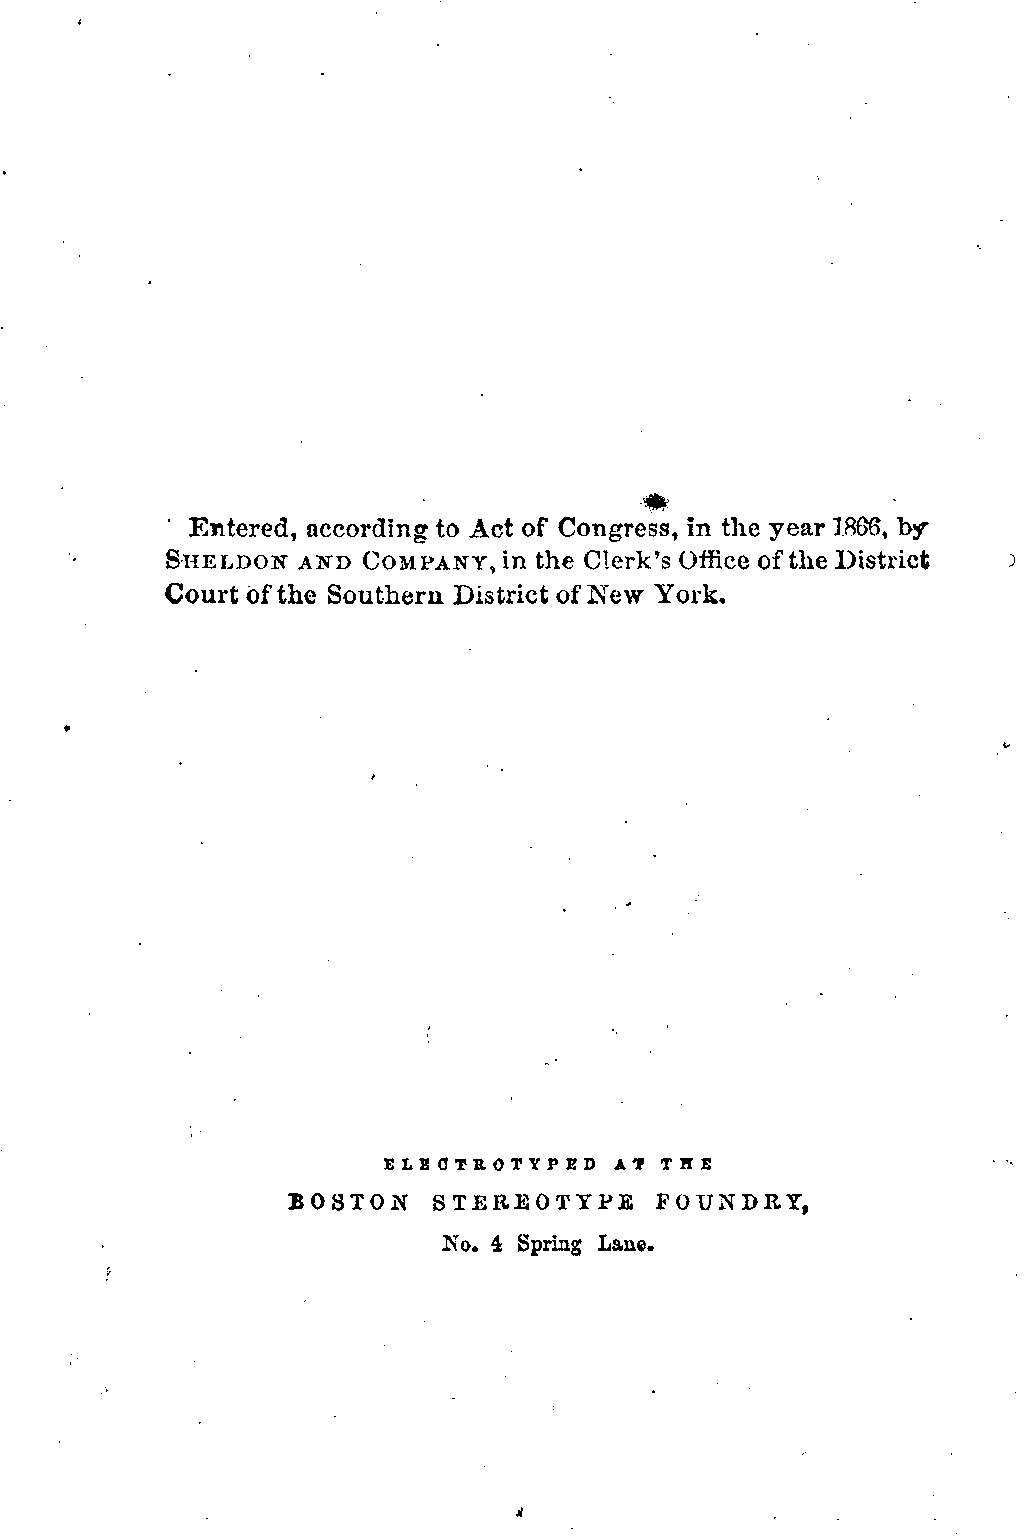 Entered, according to Act of Congress, in the year 1866, by
SHELDON AND COMPANY, in the Clerk's Office of the District
Court of the Southern District of New York.
ELECTROTYPED AT THE
BOSTON STEREOTYPE FOUNDRY,
No. 4 Spring Lane.